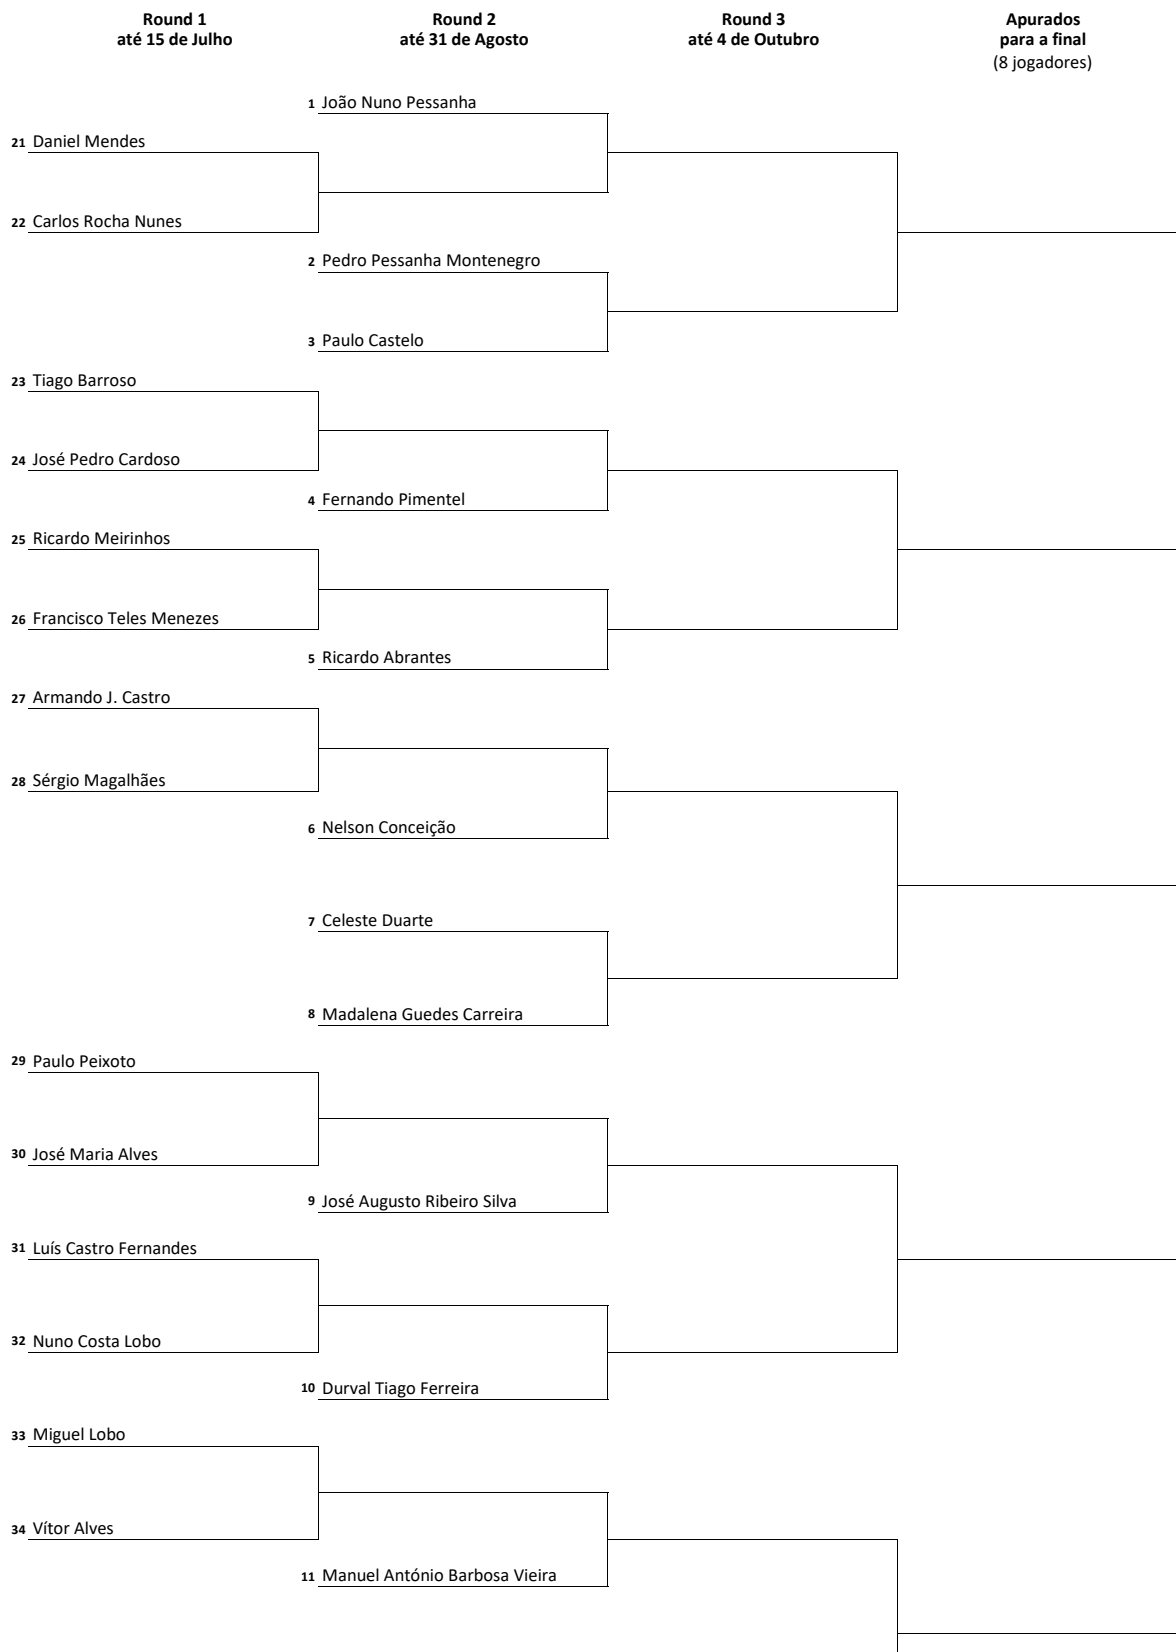 Round 1
até 15 de Julho
Round 2
até 31 de Agosto
Round 3
até 4 de Outubro
Apurados
para a final
(8 jogadores)
1 João Nuno Pessanha
21 Daniel Mendes
22 Carlos Rocha Nunes
2 Pedro Pessanha Montenegro
3 Paulo Castelo
23 Tiago Barroso
24 José Pedro Cardoso
4 Fernando Pimentel
25 Ricardo Meirinhos
26 Francisco Teles Menezes
5 Ricardo Abrantes
27 Armando J. Castro
28 Sérgio Magalhães
6 Nelson Conceição
7 Celeste Duarte
8 Madalena Guedes Carreira
29 Paulo Peixoto
30 José Maria Alves
9 José Augusto Ribeiro Silva
31 Luís Castro Fernandes
32 Nuno Costa Lobo
10 Durval Tiago Ferreira
33 Miguel Lobo
34 Vítor Alves
11 Manuel António Barbosa Vieira